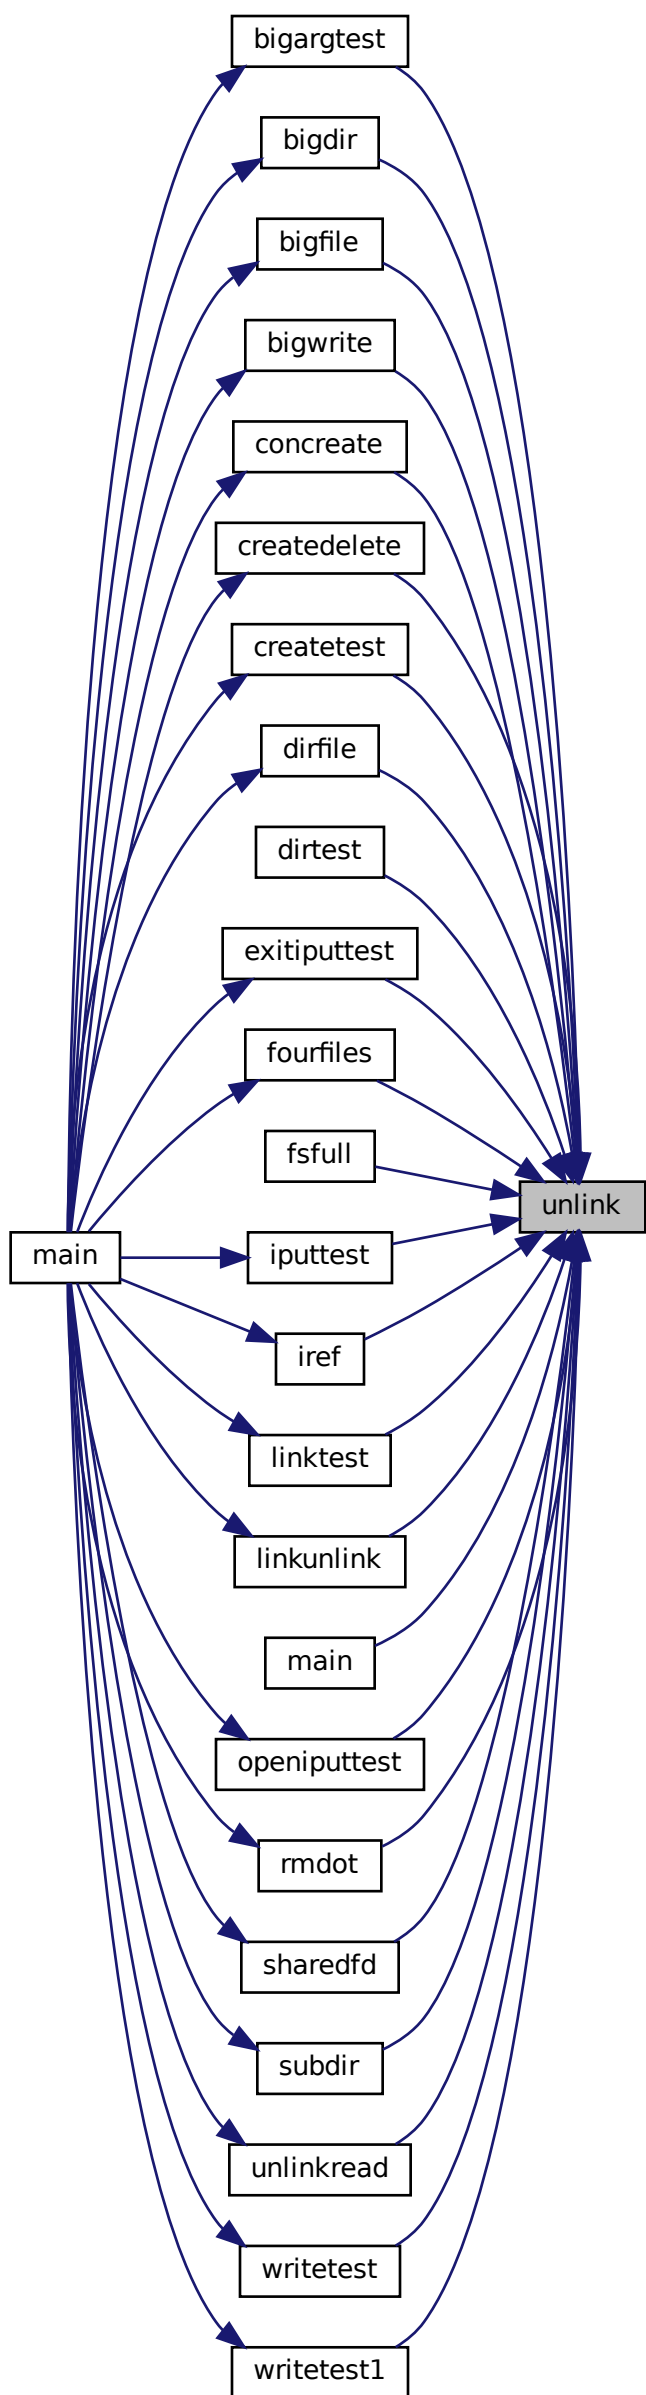 bigargtest
bigdir
bigfile
bigwrite
concreate
createdelete
createtest
dirfile
dirtest
exitiputtest
fourfiles
fsfull
unlink
main
iputtest
iref
linktest
linkunlink
main
openiputtest
rmdot
sharedfd
subdir
unlinkread
writetest
writetest1